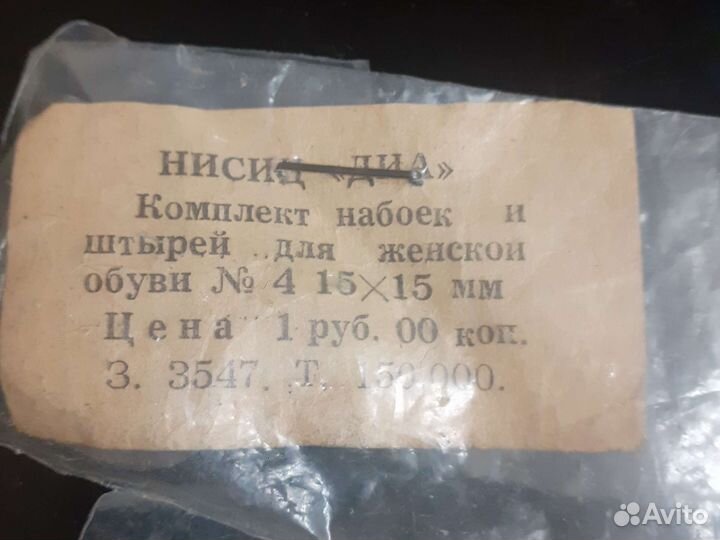 НИСИЦ «ДИА»
Комплект набоек и
штырей для женской
обуви № 4 15×15 мм
Цена 1 руб. 00 коп.
З. 3547. Т. 150 000.
Avito